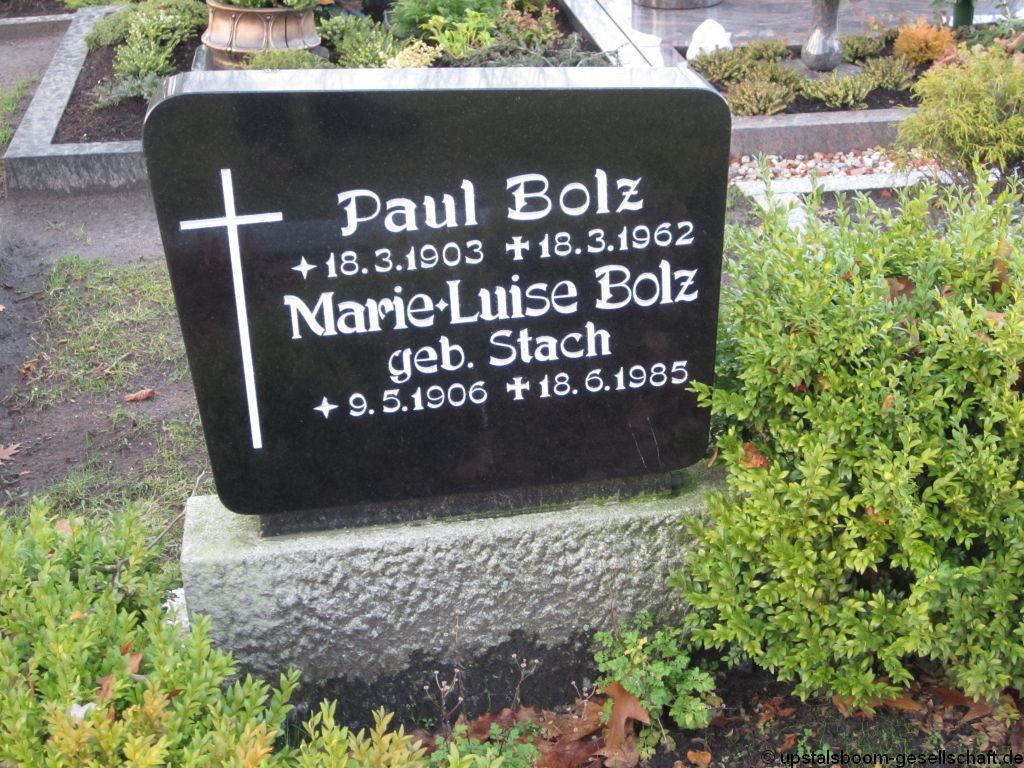 Paul Bolz
✦ 18.3.1903 ✝ 18.3.1962
Marie-Luise Bolz
geb. Stach
✦ 9.5.1906 ✝ 18.6.1985
© upstalsboom-gesellschaft.de